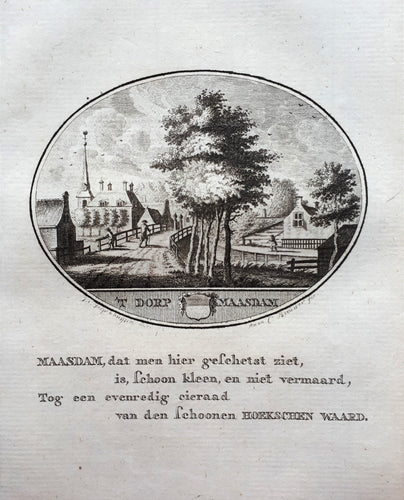 'T DORP MAASDAM
MAASDAM, dat men hier geschetst ziet,
is, schoon kleen, en niet vermaard,
Tog een evenredig cieraad
van den schoonen HOEKSCHEN WAARD.